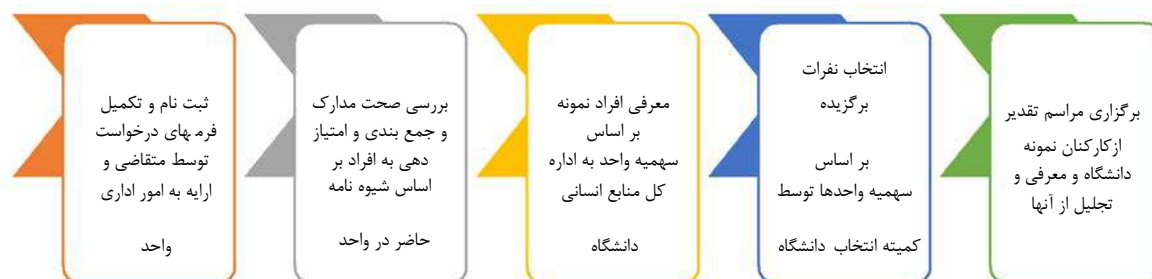 ثبت نام و تکمیل
فرم های درخواست
توسط متقاضی و
ارایه به امور اداری
واحد
بررسی صحت مدارک
و جمع بندی و امتیاز
دهی به افراد بر
اساس شیوه نامه
حاضر در واحد
معرفی افراد نمونه
بر اساس
سهمیه واحد به اداره
کل منابع انسانی
دانشگاه
انتخاب نفرات
برگزیده
بر اساس
سهمیه واحدها توسط
کمیته انتخاب دانشگاه
برگزاری مراسم تقدیر
ازکارکنان نمونه
دانشگاه و معرفی و
تجلیل از آنها